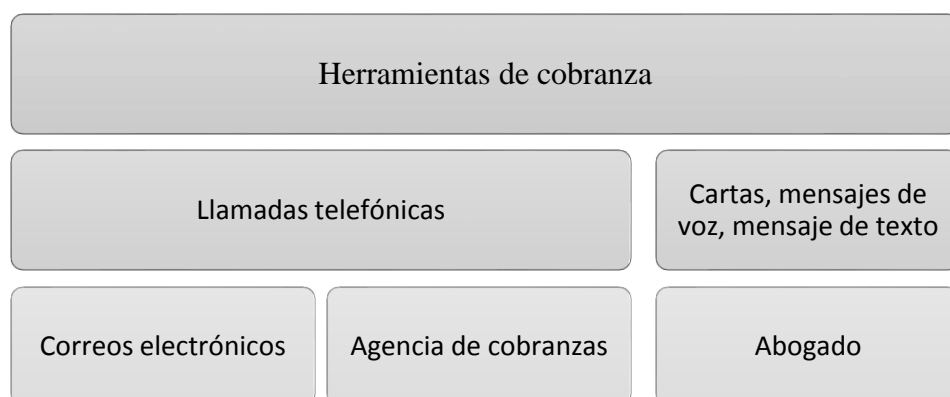 Herramientas de cobranza
Llamadas telefónicas
Cartas, mensajes de
voz, mensaje de texto
Correos electrónicos
Agencia de cobranzas
Abogado